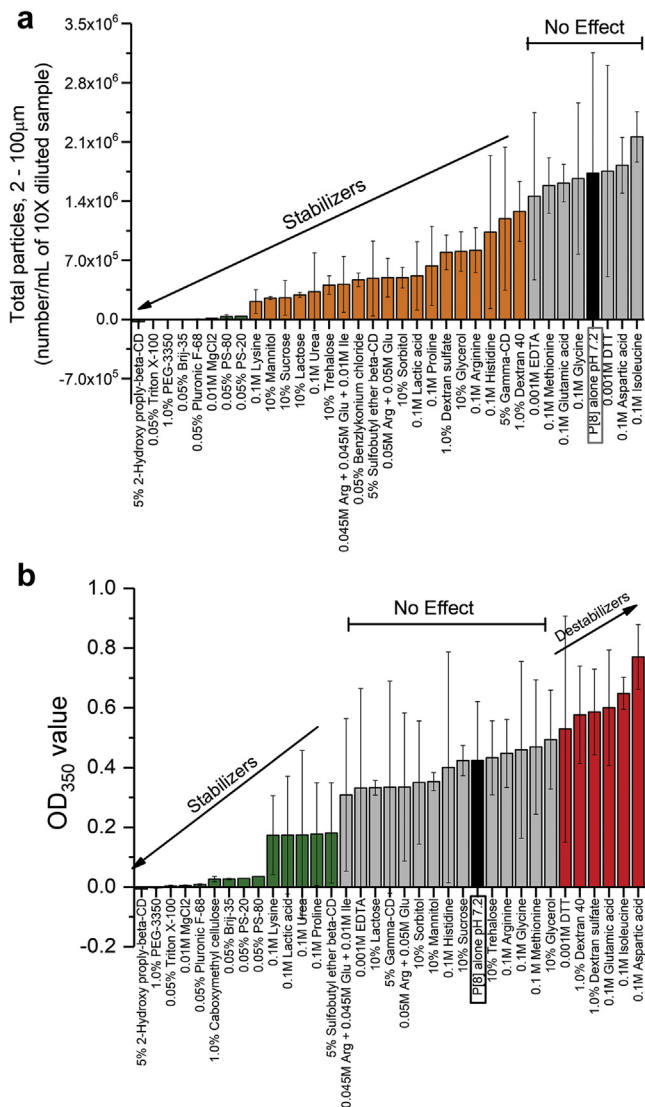 a
No Effect
Stabilizers
Total particles, 2 - 100μm
(number/mL of 10X diluted sample)
3.5x10⁶
2.8x10⁶
2.1x10⁶
1.4x10⁶
7.0x10⁵
0.0
-7.0x10⁵
5% 2-Hydroxy proply-beta-CD
0.05% Triton X-100
1.0% PEG-3350
0.05% Brij-35
0.05% Pluronic F-68
0.01M MgCl2
0.05% PS-80
0.05% PS-20
0.1M Lysine
10% Mannitol
10% Sucrose
10% Lactose
0.1M Urea
10% Trehalose
0.045M Arg + 0.045M Glu + 0.01M Ile
0.05% Benzlykonium chloride
5% Sulfobutyl ether beta-CD
0.05M Arg + 0.05M Glu
10% Sorbitol
0.1M Lactic acid
0.1M Proline
1.0% Dextran sulfate
10% Glycerol
0.1M Arginine
0.1M Histidine
5% Gamma-CD
1.0% Dextran 40
0.001M EDTA
0.1M Methionine
0.1M Glutamic acid
0.1M Glycine
P[8] alone pH 7.2
0.001M DTT
0.1M Aspartic acid
0.1M Isoleucine
b
No Effect
Destabilizers
Stabilizers
OD₃₅₀ value
1.0
0.8
0.6
0.4
0.2
0.0
-0.2
5% 2-Hydroxy proply-beta-CD
1.0% PEG-3350
0.05% Triton X-100
0.01M MgCl2
0.05% Pluronic F-68
1.0% Caboxymethyl cellulose
0.05% Brij-35
0.05% PS-20
0.05% PS-80
0.1M Lysine
0.1M Lactic acid
0.1M Urea
0.1M Proline
5% Sulfobutyl ether beta-CD
0.045M Arg + 0.045M Glu + 0.01M Ile
0.001M EDTA
10% Lactose
5% Gamma-CD
0.05M Arg + 0.05M Glu
10% Sorbitol
10% Mannitol
0.1M Histidine
10% Sucrose
P[8] alone pH 7.2
10% Trehalose
0.1M Arginine
0.1M Glycine
0.1M Methionine
10% Glycerol
0.001M DTT
1.0% Dextran 40
1.0% Dextran sulfate
0.1M Glutamic acid
0.1M Isoleucine
0.1M Aspartic acid